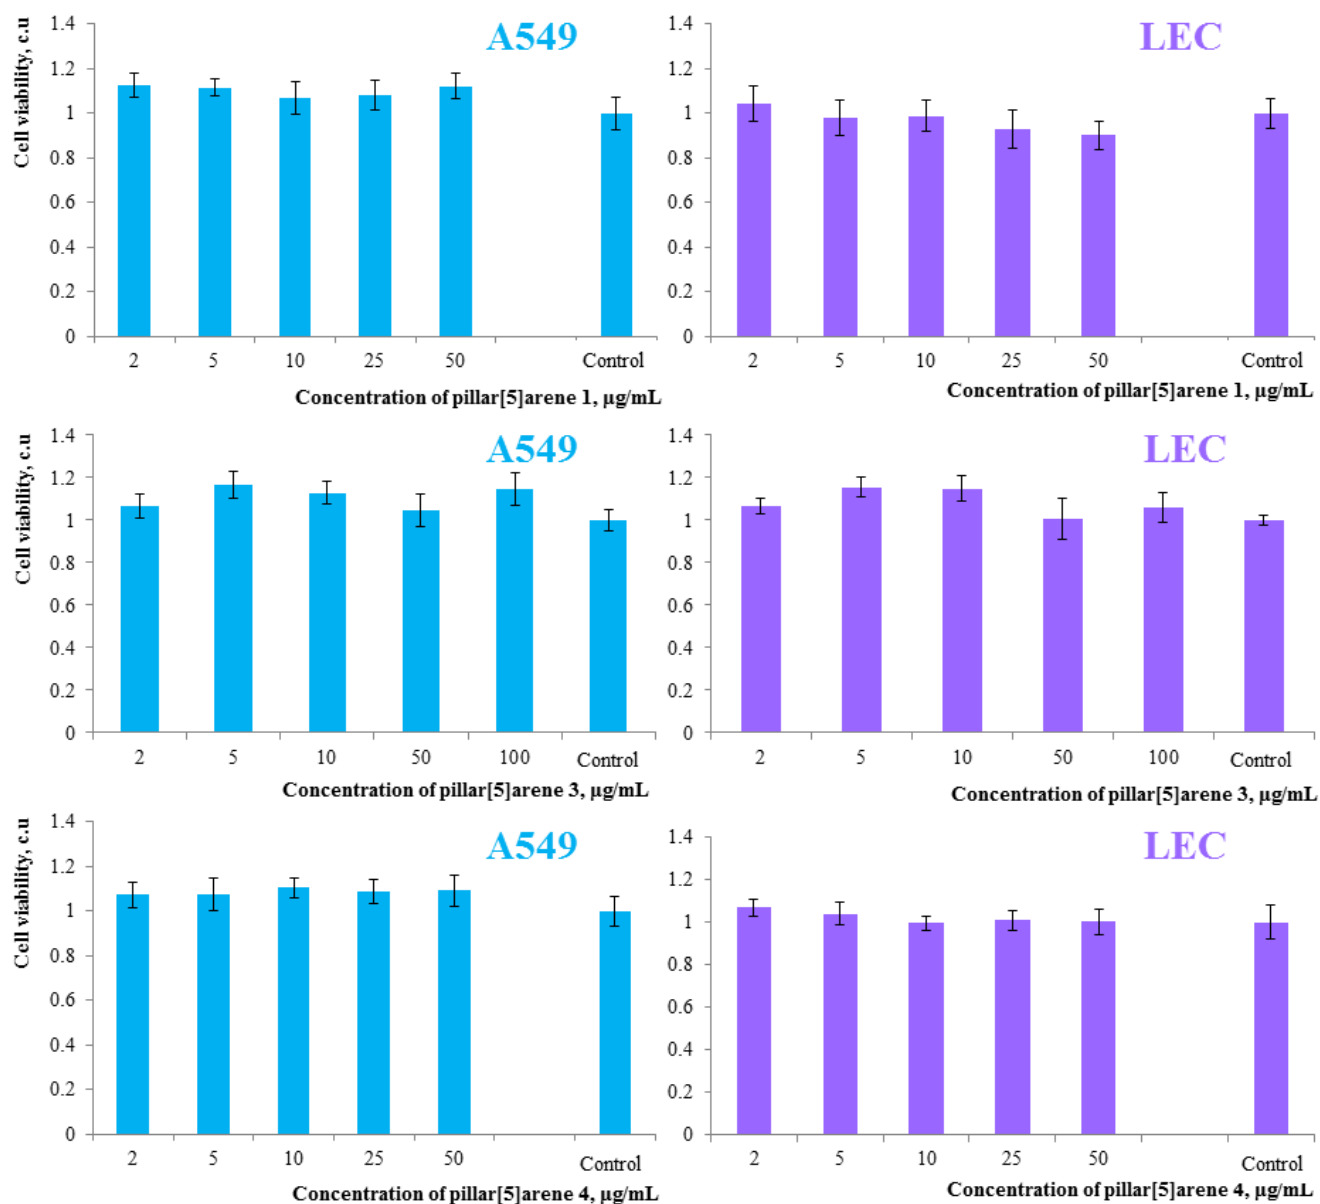 A549
Cell viability, c.u
1.4
1.2
1
0.8
0.6
0.4
0.2
0
2 5 10 25 50 Control
Concentration of pillar[5]arene 1, µg/mL
LEC
1.4
1.2
1
0.8
0.6
0.4
0.2
0
2 5 10 25 50 Control
Concentration of pillar[5]arene 1, µg/mL
A549
Cell viability, c.u
1.4
1.2
1
0.8
0.6
0.4
0.2
0
2 5 10 50 100 Control
Concentration of pillar[5]arene 3, µg/mL
LEC
1.4
1.2
1
0.8
0.6
0.4
0.2
0
2 5 10 50 100 Control
Concentration of pillar[5]arene 3, µg/mL
A549
Cell viability, c.u
1.4
1.2
1
0.8
0.6
0.4
0.2
0
2 5 10 25 50 Control
Concentration of pillar[5]arene 4, µg/mL
LEC
1.4
1.2
1
0.8
0.6
0.4
0.2
0
2 5 10 25 50 Control
Concentration of pillar[5]arene 4, µg/mL